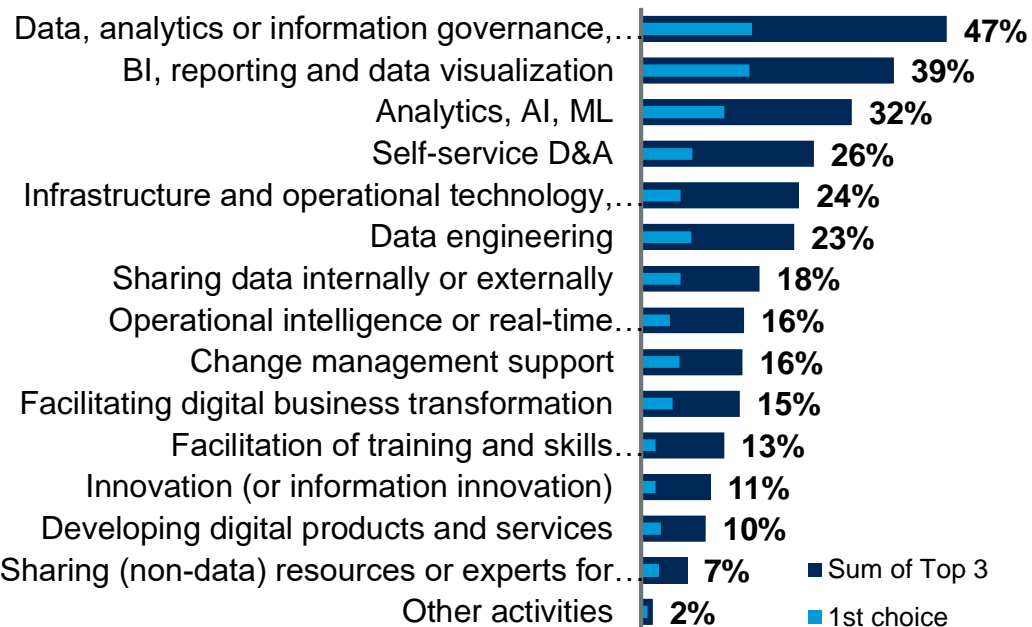 Data, analytics or information governance,… 47%
BI, reporting and data visualization 39%
Analytics, AI, ML 32%
Self-service D&A 26%
Infrastructure and operational technology,… 24%
Data engineering 23%
Sharing data internally or externally 18%
Operational intelligence or real-time… 16%
Change management support 16%
Facilitating digital business transformation 15%
Facilitation of training and skills… 13%
Innovation (or information innovation) 11%
Developing digital products and services 10%
Sharing (non-data) resources or experts for… 7% Sum of Top 3
Other activities 2% 1st choice